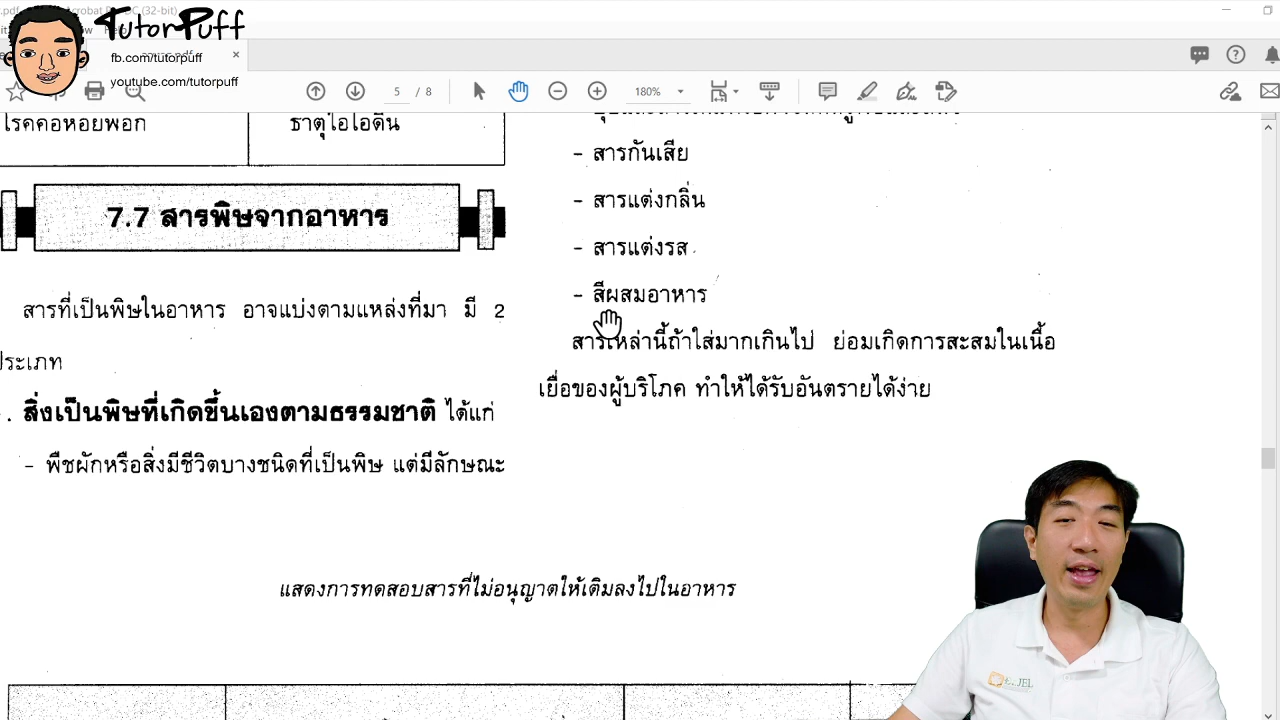 TutorPuff
fb.com/tutorpuff
youtube.com/tutorpuff
5 / 8
180%
โรคคอหอยพอก
ธาตุไอโอดีน
7.7 สารพิษจากอาหาร
สารที่เป็นพิษในอาหาร อาจแบ่งตามแหล่งที่มา มี 2
ประเภท
. สิ่งเป็นพิษที่เกิดขึ้นเองตามธรรมชาติ ได้แก่
- พืชผักหรือสิ่งมีชีวิตบางชนิดที่เป็นพิษ แต่มีลักษณะ
- สารกันเสีย
- สารแต่งกลิ่น
- สารแต่งรส
- สีผสมอาหาร
สารเหล่านี้ถ้าใส่มากเกินไป ย่อมเกิดการสะสมในเนื้อ
เยื่อของผู้บริโภค ทำให้ได้รับอันตรายได้ง่าย
แสดงการทดสอบสารที่ไม่อนุญาตให้เติมลงไปในอาหาร